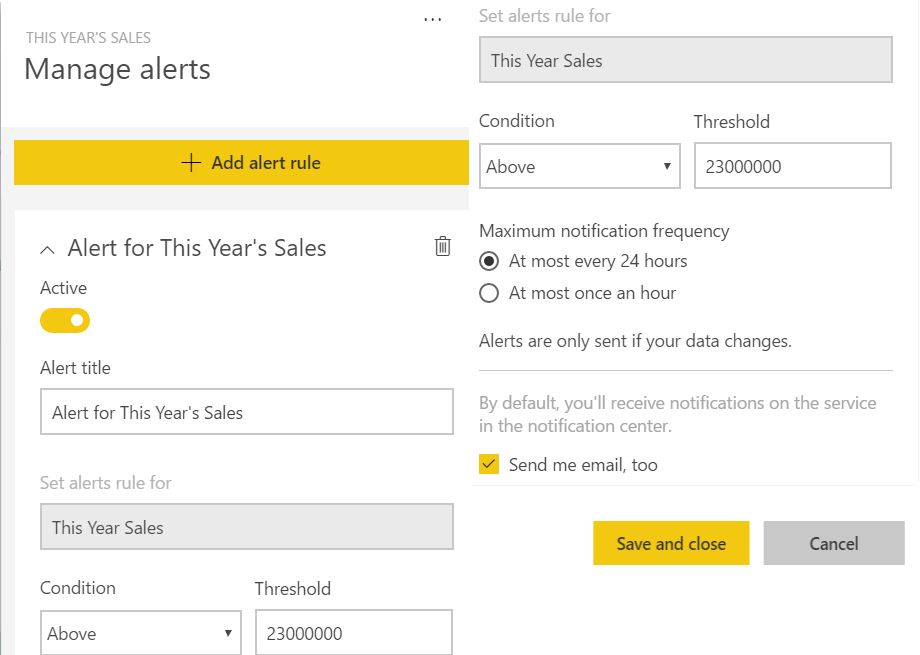 ...
THIS YEAR'S SALES
Manage alerts
+ Add alert rule
Alert for This Year's Sales
Active
Alert title
Alert for This Year's Sales
Set alerts rule for
This Year Sales
Condition Threshold
Above 23000000
Set alerts rule for
This Year Sales
Condition Threshold
Above 23000000
Maximum notification frequency
At most every 24 hours
At most once an hour
Alerts are only sent if your data changes.
By default, you'll receive notifications on the service
in the notification center.
Send me email, too
Save and close Cancel